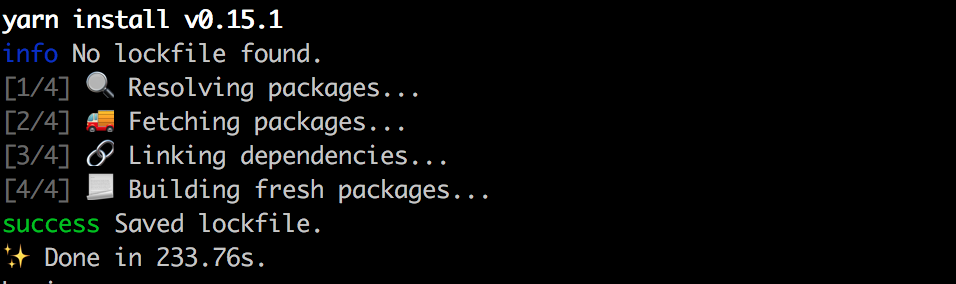 yarn install v0.15.1
info No lockfile found.
[1/4] 🔍 Resolving packages...
[2/4] 🚚 Fetching packages...
[3/4] 🔗 Linking dependencies...
[4/4] 📃 Building fresh packages...
success Saved lockfile.
✨ Done in 233.76s.